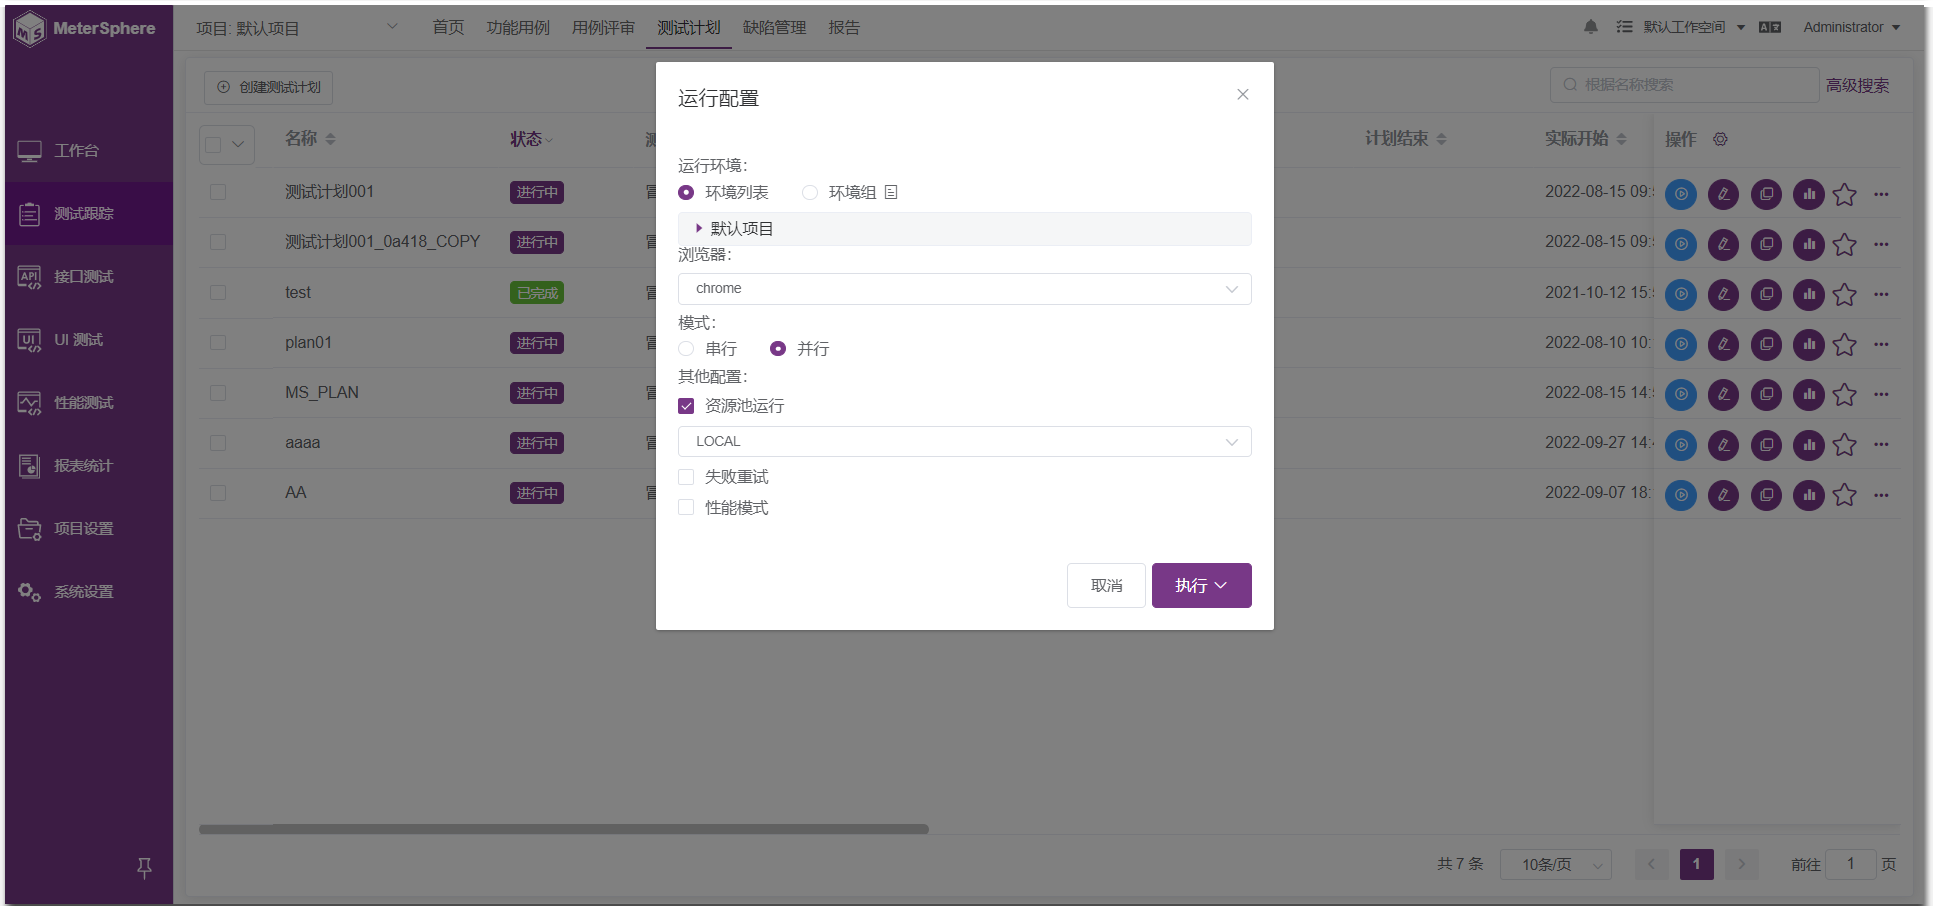 MeterSphere
项目: 默认项目
首页
功能用例
用例评审
测试计划
缺陷管理
报告
默认工作空间
Administrator
工作台
测试跟踪
接口测试
UI 测试
性能测试
报表统计
项目设置
系统设置
创建测试计划
根据名称搜索
高级搜索
名称
状态
计划结束
实际开始
操作
测试计划001
进行中
2022-08-15 09:
测试计划001_0a418_COPY
进行中
2022-08-15 09:
test
已完成
2021-10-12 15:
plan01
进行中
2022-08-10 10:
MS_PLAN
进行中
2022-08-15 14:
aaaa
进行中
2022-09-27 14:
AA
进行中
2022-09-07 18:
运行配置
运行环境:
环境列表
环境组
默认项目
浏览器:
chrome
模式:
串行
并行
其他配置:
资源池运行
LOCAL
失败重试
性能模式
取消
执行
共 7 条
10条/页
1
前往
1
页